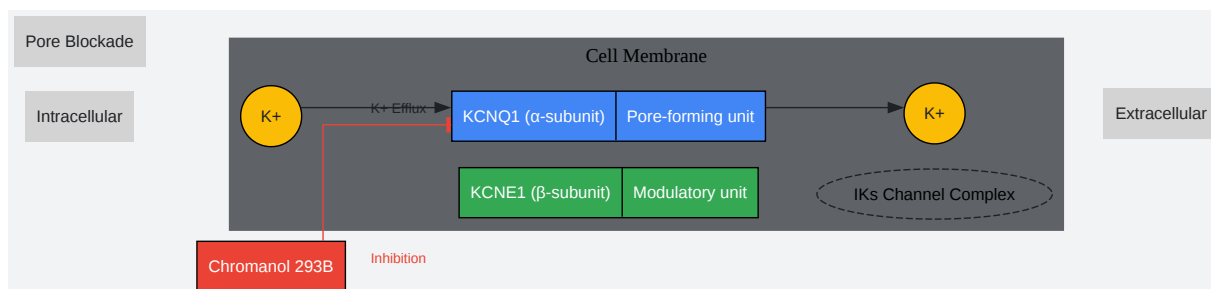 Pore Blockade
Cell Membrane
Intracellular
K+
K+ Efflux
KCNQ1 (α-subunit)
Pore-forming unit
K+
Extracellular
KCNE1 (β-subunit)
Modulatory unit
IKs Channel Complex
Chromanol 293B
Inhibition